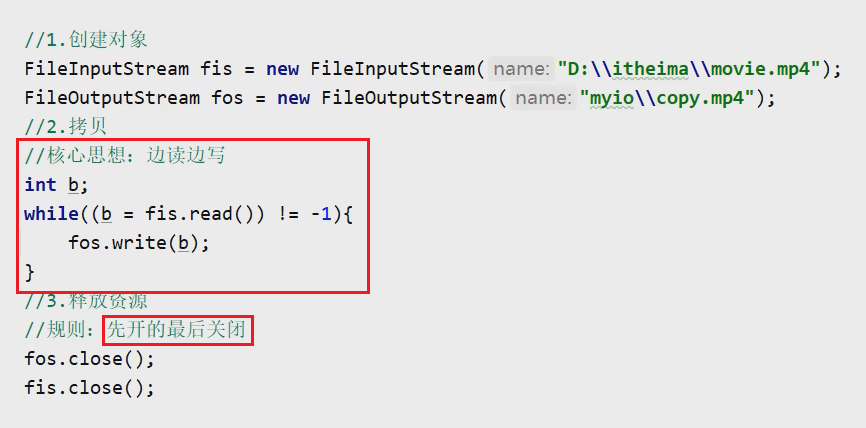 //1.创建对象
FileInputStream fis = new FileInputStream( name: "D:\\itheima\\movie.mp4");
FileOutputStream fos = new FileOutputStream( name: "myio\\copy.mp4");
//2.拷贝
//核心思想：边读边写
int b;
while((b = fis.read()) != -1){
    fos.write(b);
}
//3.释放资源
//规则：先开的最后关闭
fos.close();
fis.close();